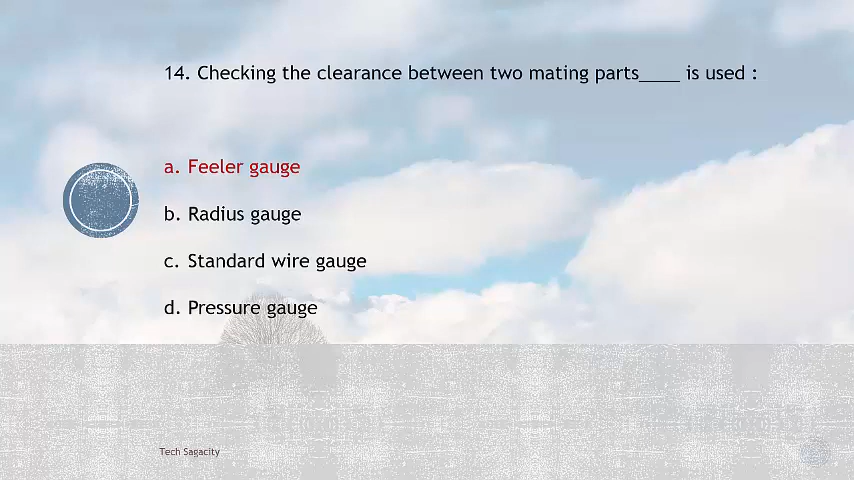 14. Checking the clearance between two mating parts____ is used :
a. Feeler gauge
b. Radius gauge
c. Standard wire gauge
d. Pressure gauge
Tech Sagacity